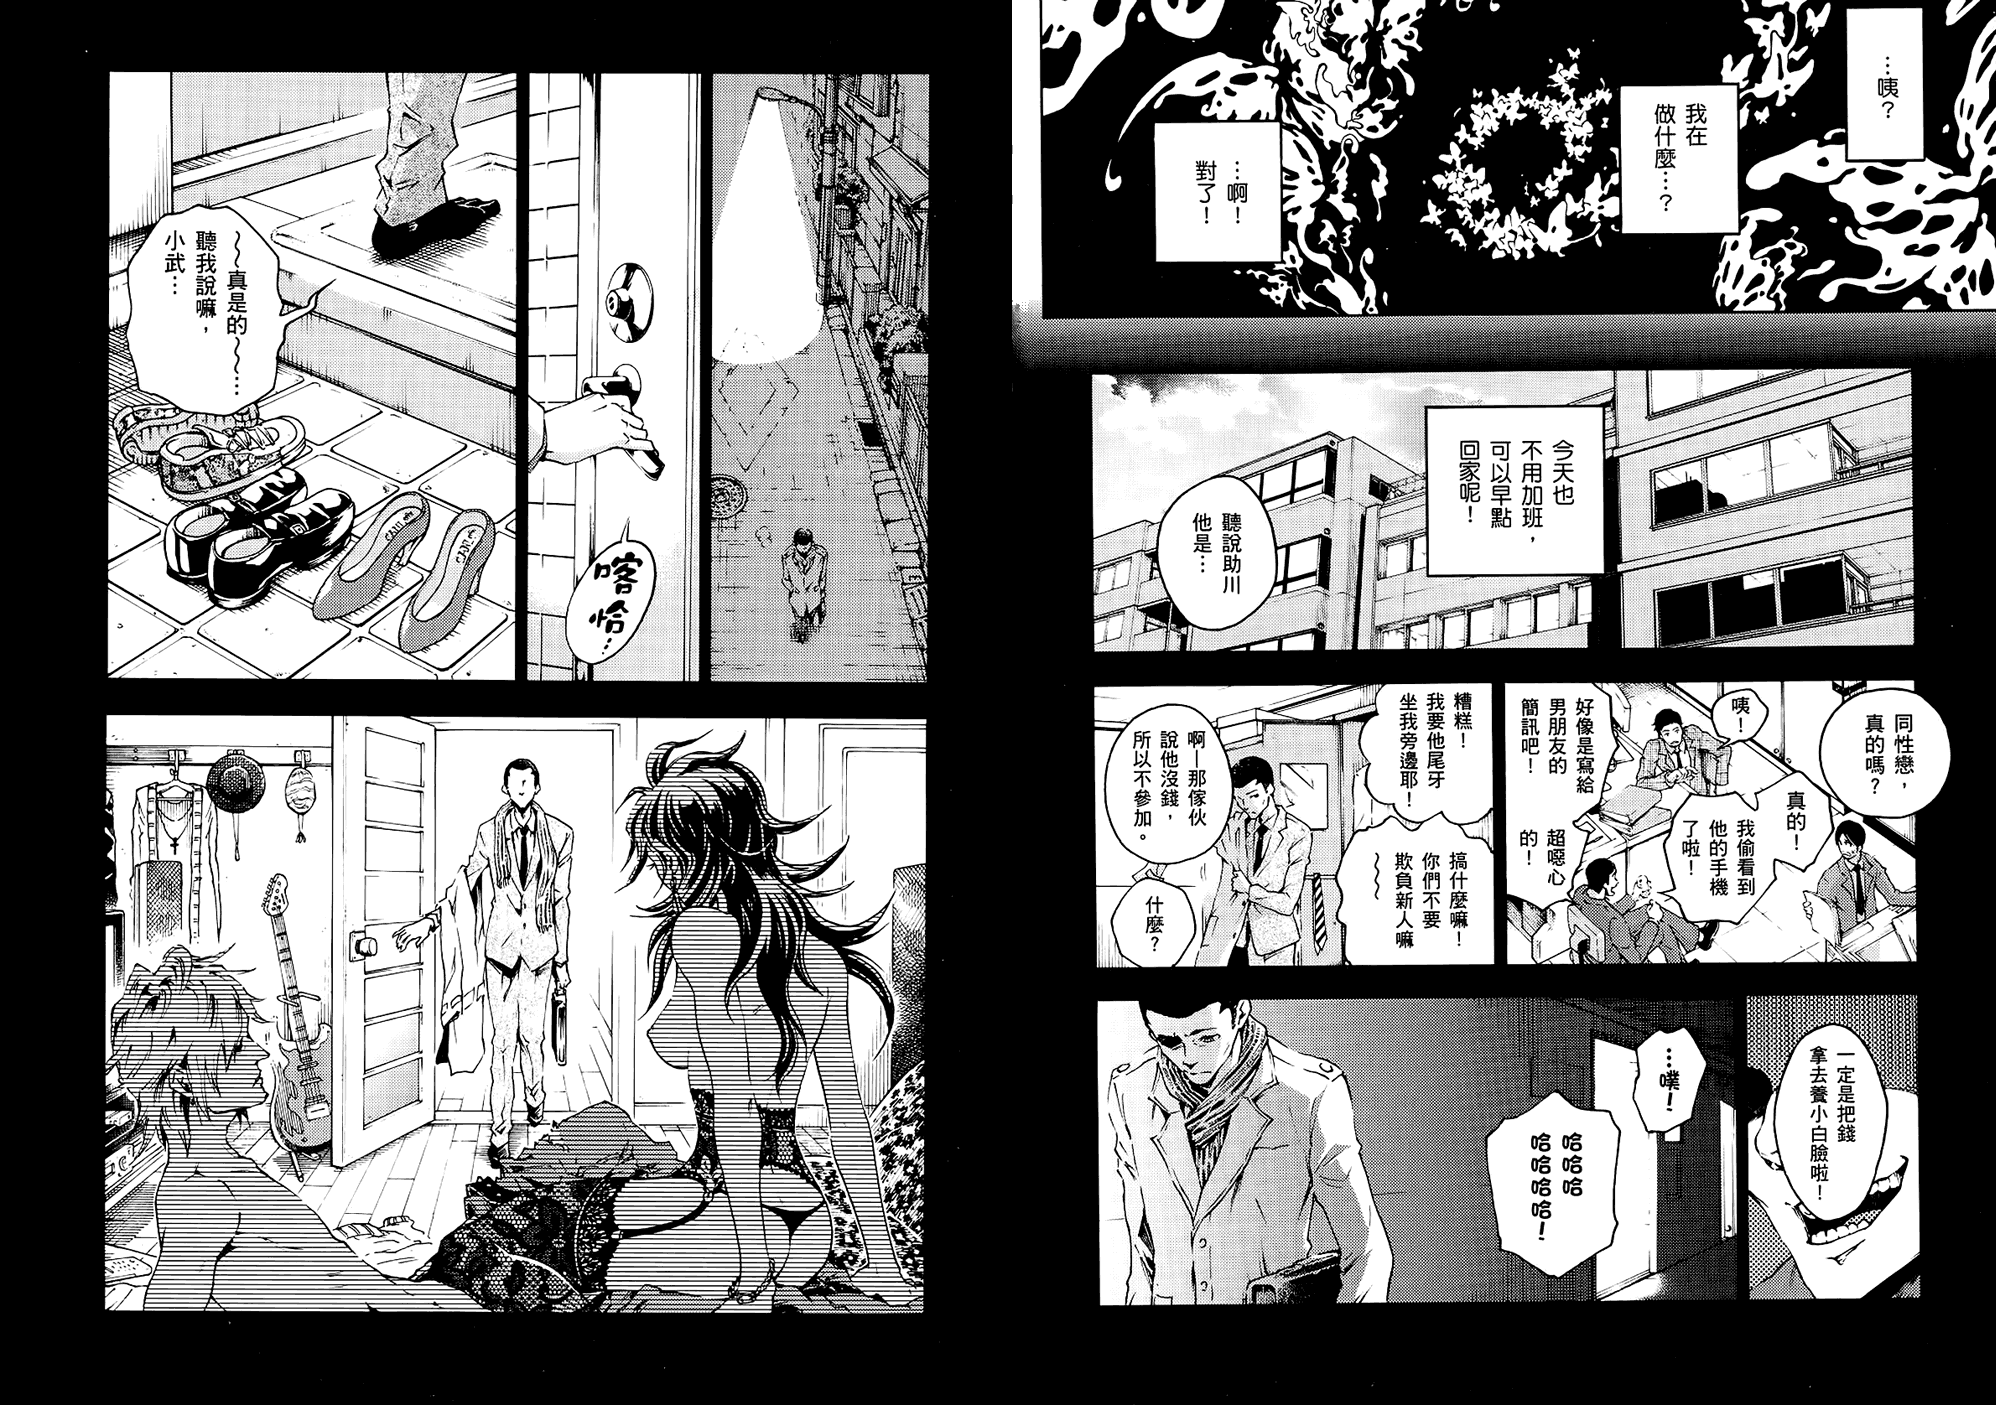 …咦？
我在
做什麼…？
…啊！
對了！
今天也
不用加班，
可以早點
回家呢！
聽說助川
他是…
同性戀，
真的嗎？
咦！
真的！
我偷看到
他的手機
了啦！
好像是寫給
男朋友的
簡訊吧！
超噁心
的！
糟糕！
我要他尾牙
坐我旁邊耶！
搞什麼嘛！
你們不要
欺負新人嘛
～～
啊—那傢伙
說他沒錢，
所以不參加。
什麼？
一定是把錢
拿去養小白臉啦！
…噗！
哈哈哈
哈哈哈哈！
喀恰…
～～真是的～～…
聽我說嘛，
小武…